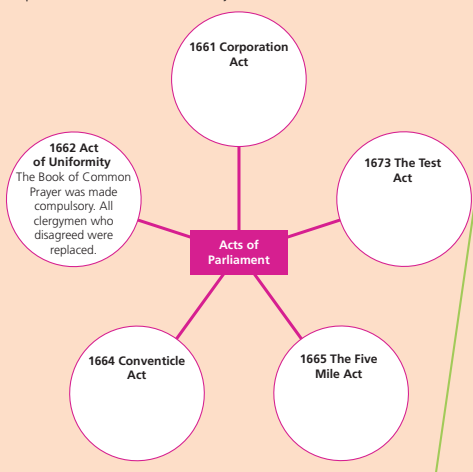 1661 Corporation
Act
1662 Act
of Uniformity
The Book of Common
Prayer was made
compulsory. All
clergymen who
disagreed were
replaced.
1673 The Test
Act
Acts of
Parliament
1664 Conventicle
Act
1665 The Five
Mile Act